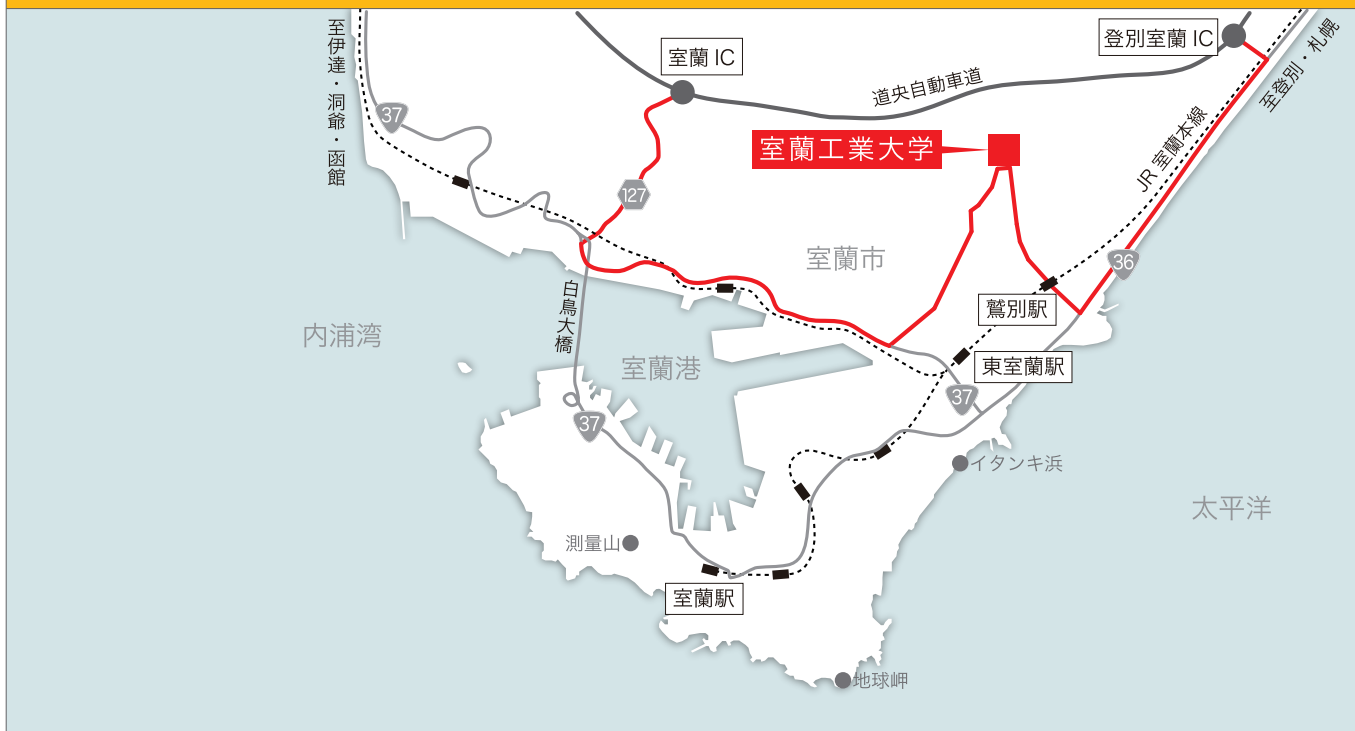 至伊達・洞爺・函館
室蘭 IC
登別室蘭 IC
道央自動車道
至登別・札幌
37
室蘭工業大学
JR 室蘭本線
127
室蘭市
36
白鳥大橋
鷲別駅
内浦湾
室蘭港
東室蘭駅
37
37
イタンキ浜
太平洋
測量山
室蘭駅
地球岬